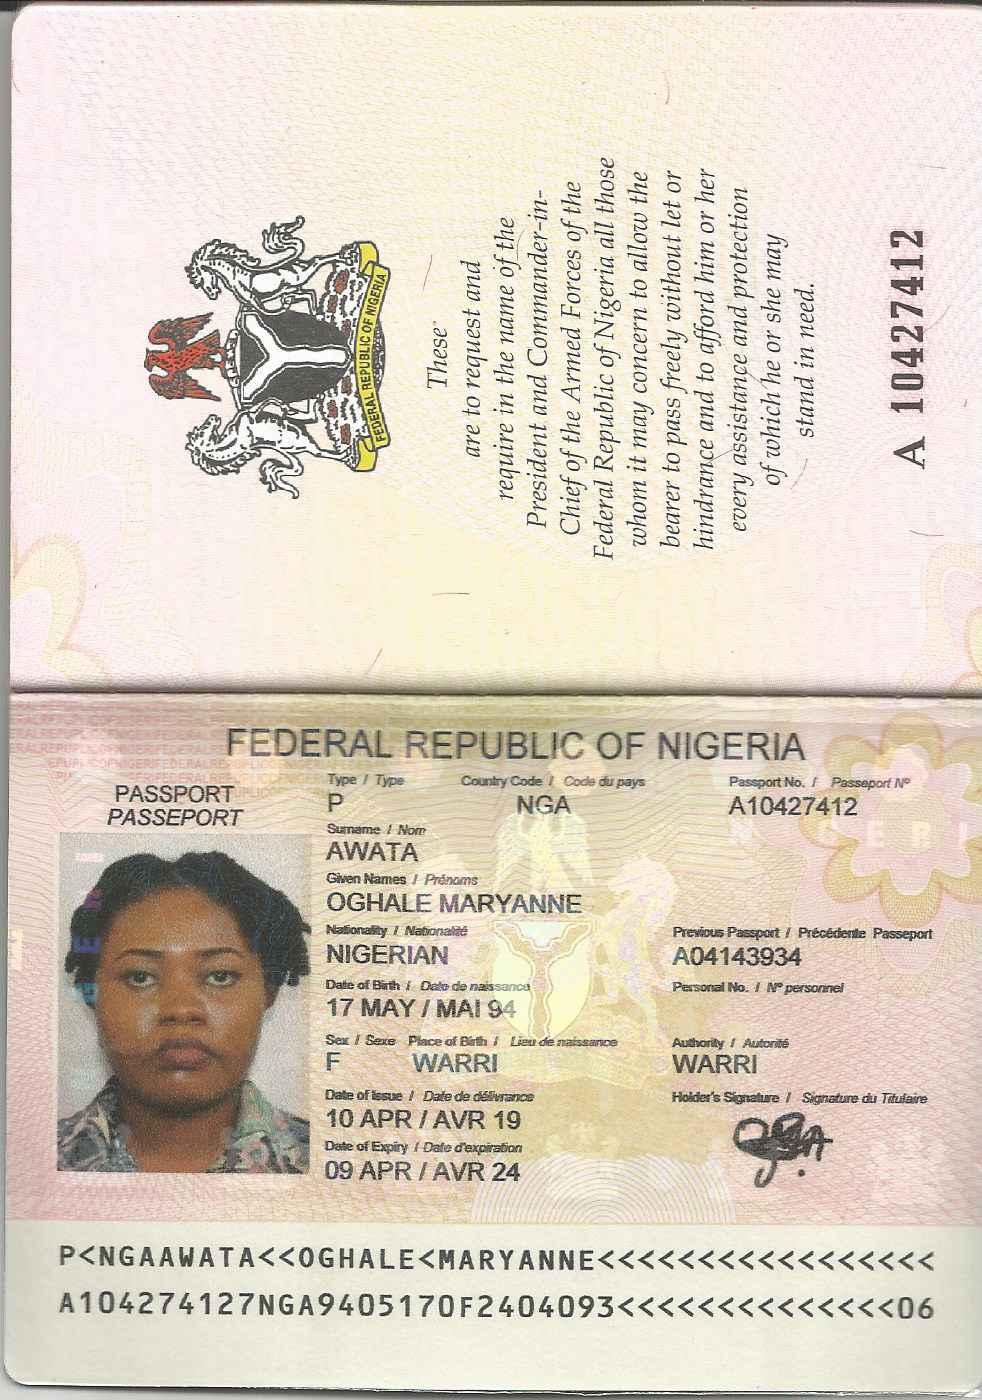 FEDERAL REPUBLIC OF NIGERIA
These
are to request and
require in the name of the
President and Commander-in-
Chief of the Armed Forces of the
Federal Republic of Nigeria all those
whom it may concern to allow the
bearer to pass freely without let or
hindrance and to afford him or her
every assistance and protection
of which he or she may
stand in need.
A 10427412
FEDERAL REPUBLIC OF NIGERIA
PASSPORT
PASSEPORT
Type / Type Country Code / Code du pays Passport No. / Passeport Nº
P NGA A10427412
Surname / Nom
AWATA
Given Names / Prénoms
OGHALE MARYANNE
Nationality / Nationalité Previous Passport / Précédente Passeport
NIGERIAN A04143934
Date of Birth / Date de naissance Personal No. / Nº personnel
17 MAY / MAI 94
Sex / Sexe Place of Birth / Lieu de naissance Authority / Autorité
F WARRI WARRI
Date of Issue / Date de délivrance Holder's Signature / Signature du Titulaire
10 APR / AVR 19
Date of Expiry / Date d'expiration
09 APR / AVR 24
P<NGAAWATA<<OGHALE<MARYANNE<<<<<<<<<<<<<<<<<
A104274127NGA9405170F2404093<<<<<<<<<<<<<<06